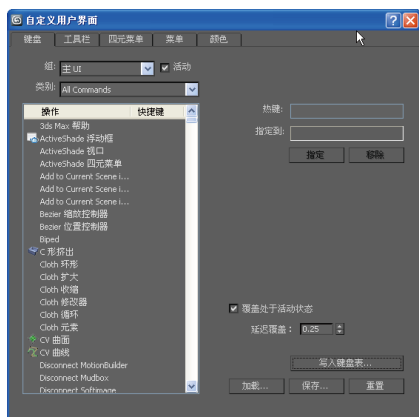 自定义用户界面
键盘 工具栏 四元菜单 菜单 颜色
组: 主 UI 活动
类别: All Commands
操作 快捷键
3ds Max 帮助
ActiveShade 浮动框
ActiveShade 视口
ActiveShade 四元菜单
Add to Current Scene i...
Add to Current Scene i...
Add to Current Scene i...
Bezier 缩放控制器
Bezier 位置控制器
Biped
C 形挤出
Cloth 环形
Cloth 扩大
Cloth 收缩
Cloth 修改器
Cloth 循环
Cloth 元素
CV 曲面
CV 曲线
Disconnect MotionBuilder
Disconnect Mudbox
Disconnect Softimage
热键:
指定到:
指定 移除
覆盖处于活动状态
延迟覆盖: 0.25
写入键盘表...
加载... 保存... 重置